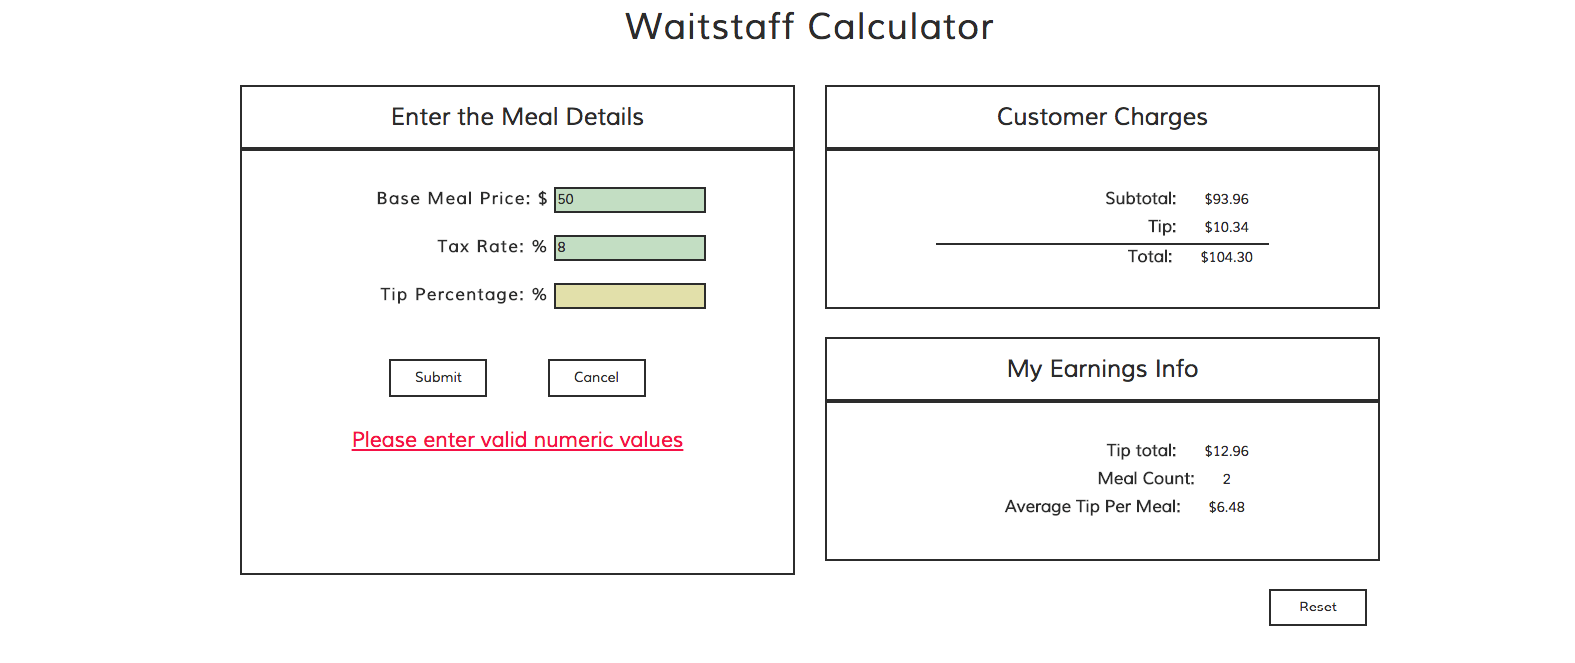 Waitstaff Calculator
Enter the Meal Details
Base Meal Price: $ 50
Tax Rate: % 8
Tip Percentage: %
Submit Cancel
Please enter valid numeric values
Customer Charges
Subtotal: $93.96
Tip: $10.34
Total: $104.30
My Earnings Info
Tip total: $12.96
Meal Count: 2
Average Tip Per Meal: $6.48
Reset